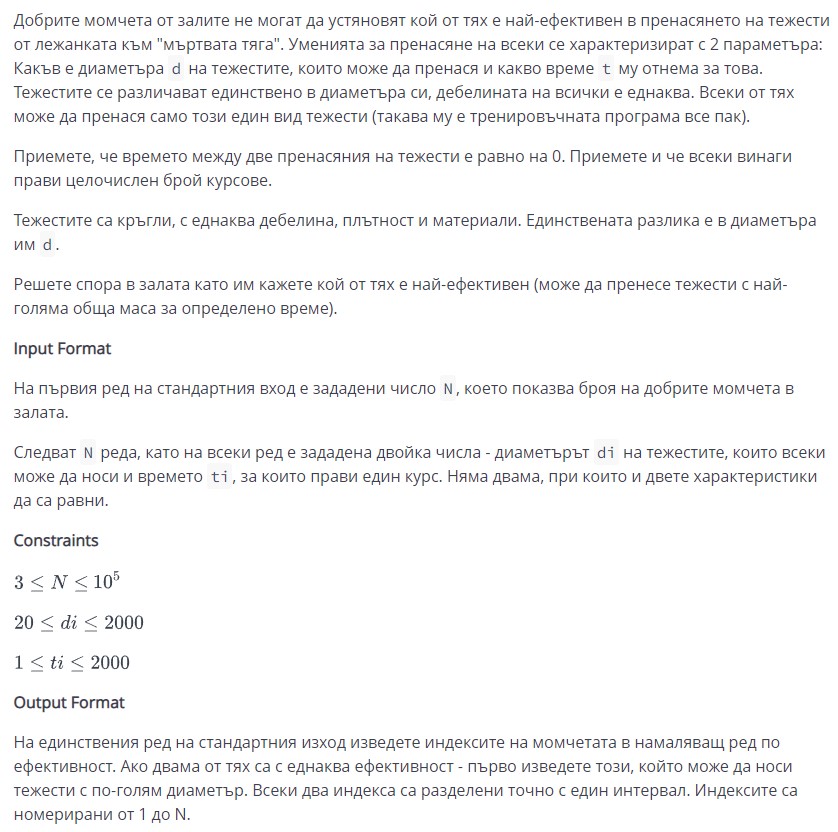 Добрите момчета от залите не могат да устяновят кой от тях е най-ефективен в пренасянето на тежести
от лежанката към "мъртвата тяга". Уменията за пренасяне на всеки се характеризират с 2 параметъра:
Какъв е диаметъра d на тежестите, които може да пренася и какво време t му отнема за това.
Тежестите се различават единствено в диаметъра си, дебелината на всички е еднаква. Всеки от тях
може да пренася само този един вид тежести (такава му е тренировъчната програма все пак).
Приемете, че времето между две пренасяния на тежести е равно на 0. Приемете и че всеки винаги
прави целочислен брой курсове.
Тежестите са кръгли, с еднаква дебелина, плътност и материали. Единствената разлика е в диаметъра
им d.
Решете спора в залата като им кажете кой от тях е най-ефективен (може да пренесе тежести с най-
голяма обща маса за определено време).
Input Format
На първия ред на стандартния вход е зададени число N, което показва броя на добрите момчета в
залата.
Следват N реда, като на всеки ред е зададена двойка числа - диаметърът di на тежестите, които всеки
може да носи и времето ti, за които прави един курс. Няма двама, при които и двете характеристики
да са равни.
Constraints
3 ≤ N ≤ 10⁵
20 ≤ di ≤ 2000
1 ≤ ti ≤ 2000
Output Format
На единствения ред на стандартния изход изведете индексите на момчетата в намаляващ ред по
ефективност. Ако двама от тях са с еднаква ефективност - първо изведете този, който може да носи
тежести с по-голям диаметър. Всеки два индекса са разделени точно с един интервал. Индексите са
номерирани от 1 до N.